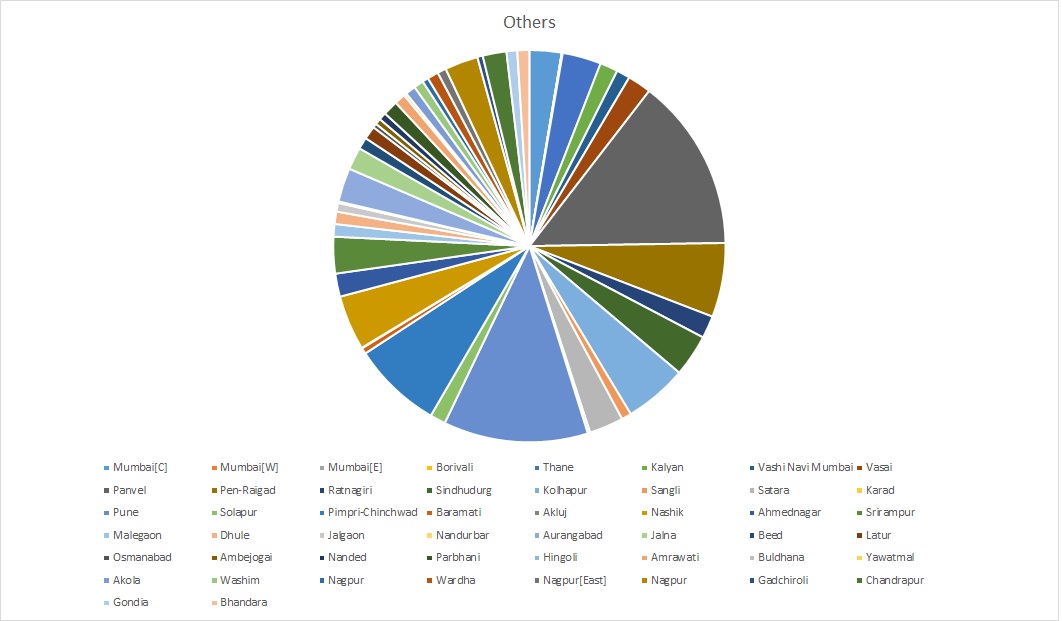 Others
Mumbai[C] Mumbai[W] Mumbai[E] Borivali Thane Kalyan Vashi Navi Mumbai Vasai
Panvel Pen-Raigad Ratnagiri Sindhudurg Kolhapur Sangli Satara Karad
Pune Solapur Pimpri-Chinchwad Baramati Akluj Nashik Ahmednagar Srirampur
Malegaon Dhule Jalgaon Nandurbar Aurangabad Jalna Beed Latur
Osmanabad Ambejogai Nanded Parbhani Hingoli Amrawati Buldhana Yawatmal
Akola Washim Nagpur Wardha Nagpur[East] Nagpur Gadchiroli Chandrapur
Gondia Bhandara